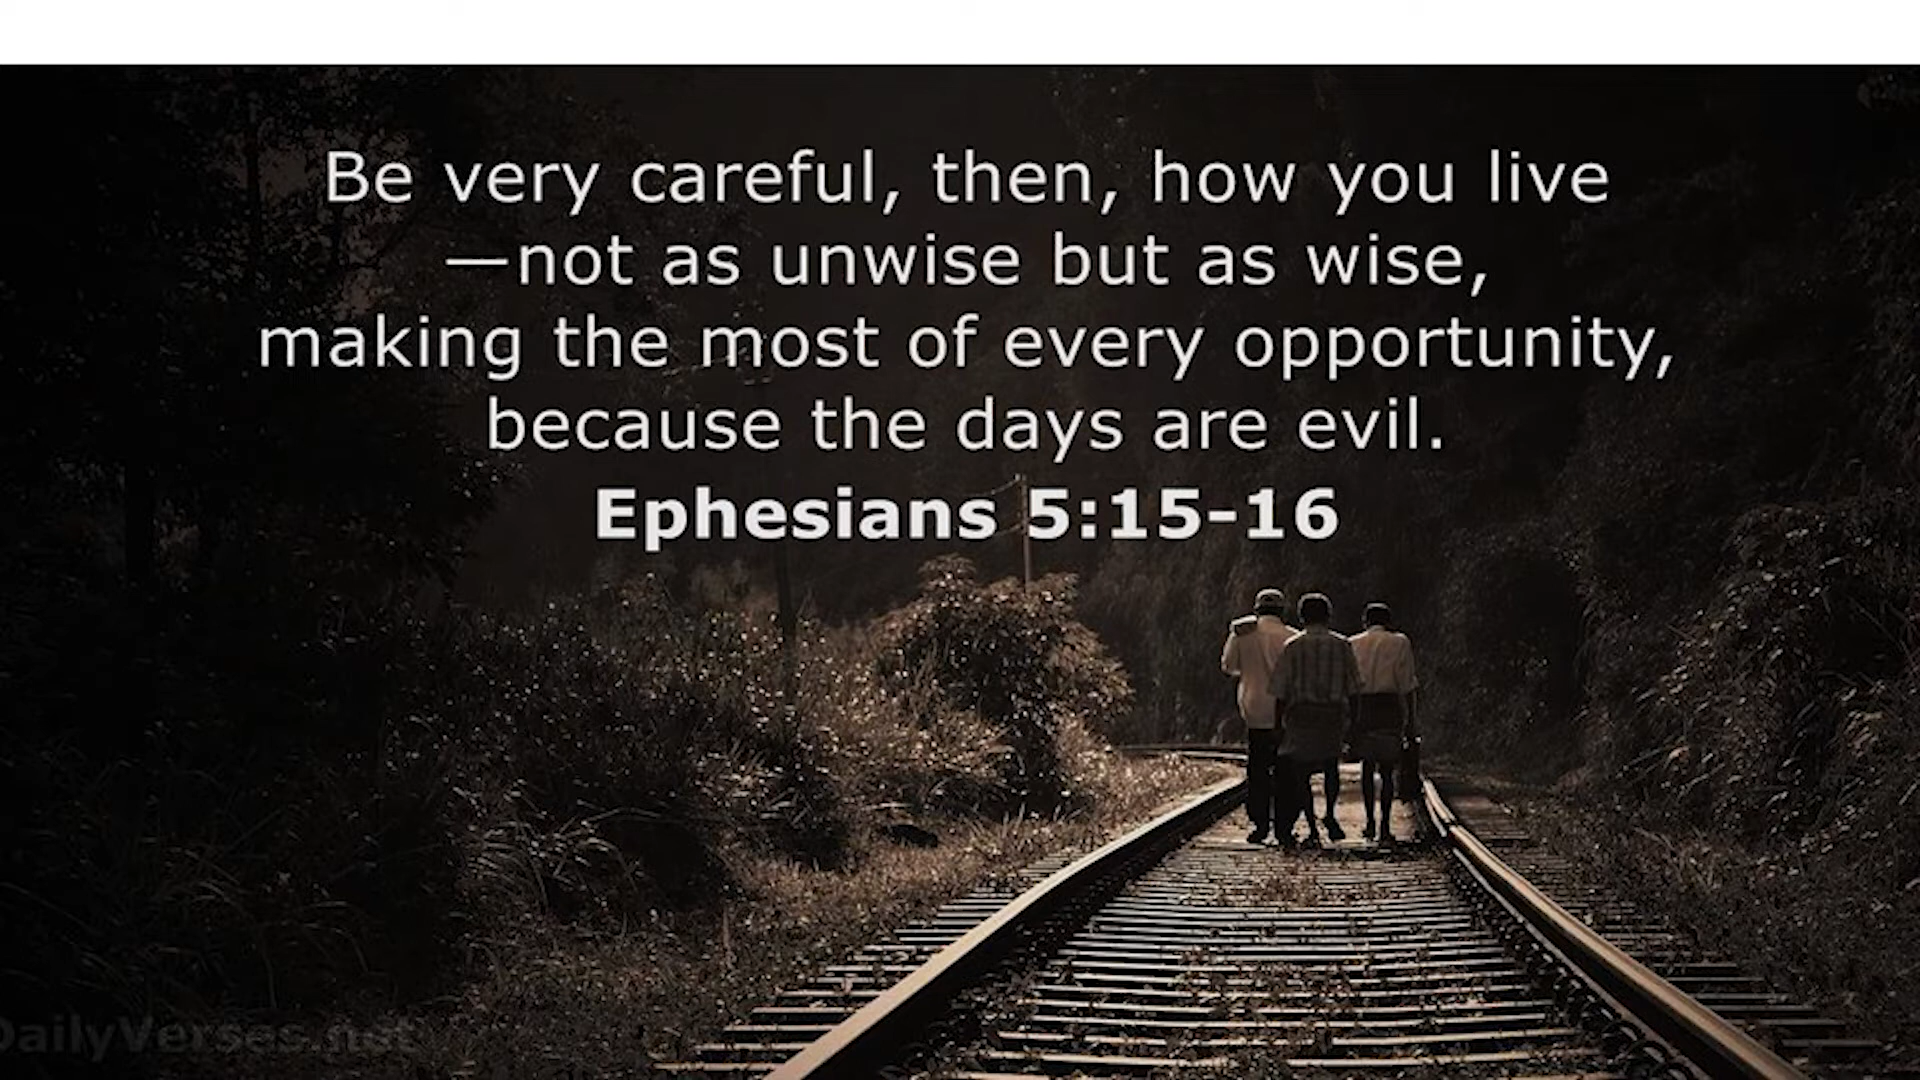 Be very careful, then, how you live
—not as unwise but as wise,
making the most of every opportunity,
because the days are evil.
Ephesians 5:15-16
DailyVerses.net